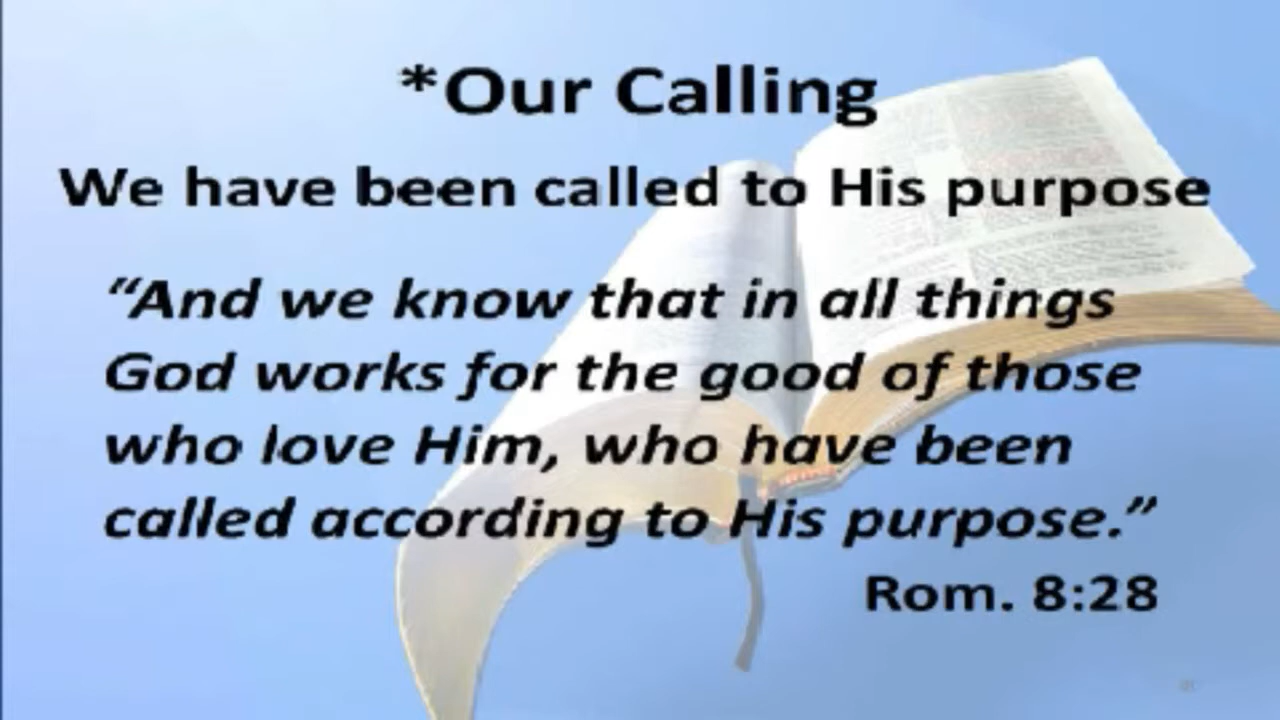 *Our Calling
We have been called to His purpose
“And we know that in all things
God works for the good of those
who love Him, who have been
called according to His purpose.”
Rom. 8:28